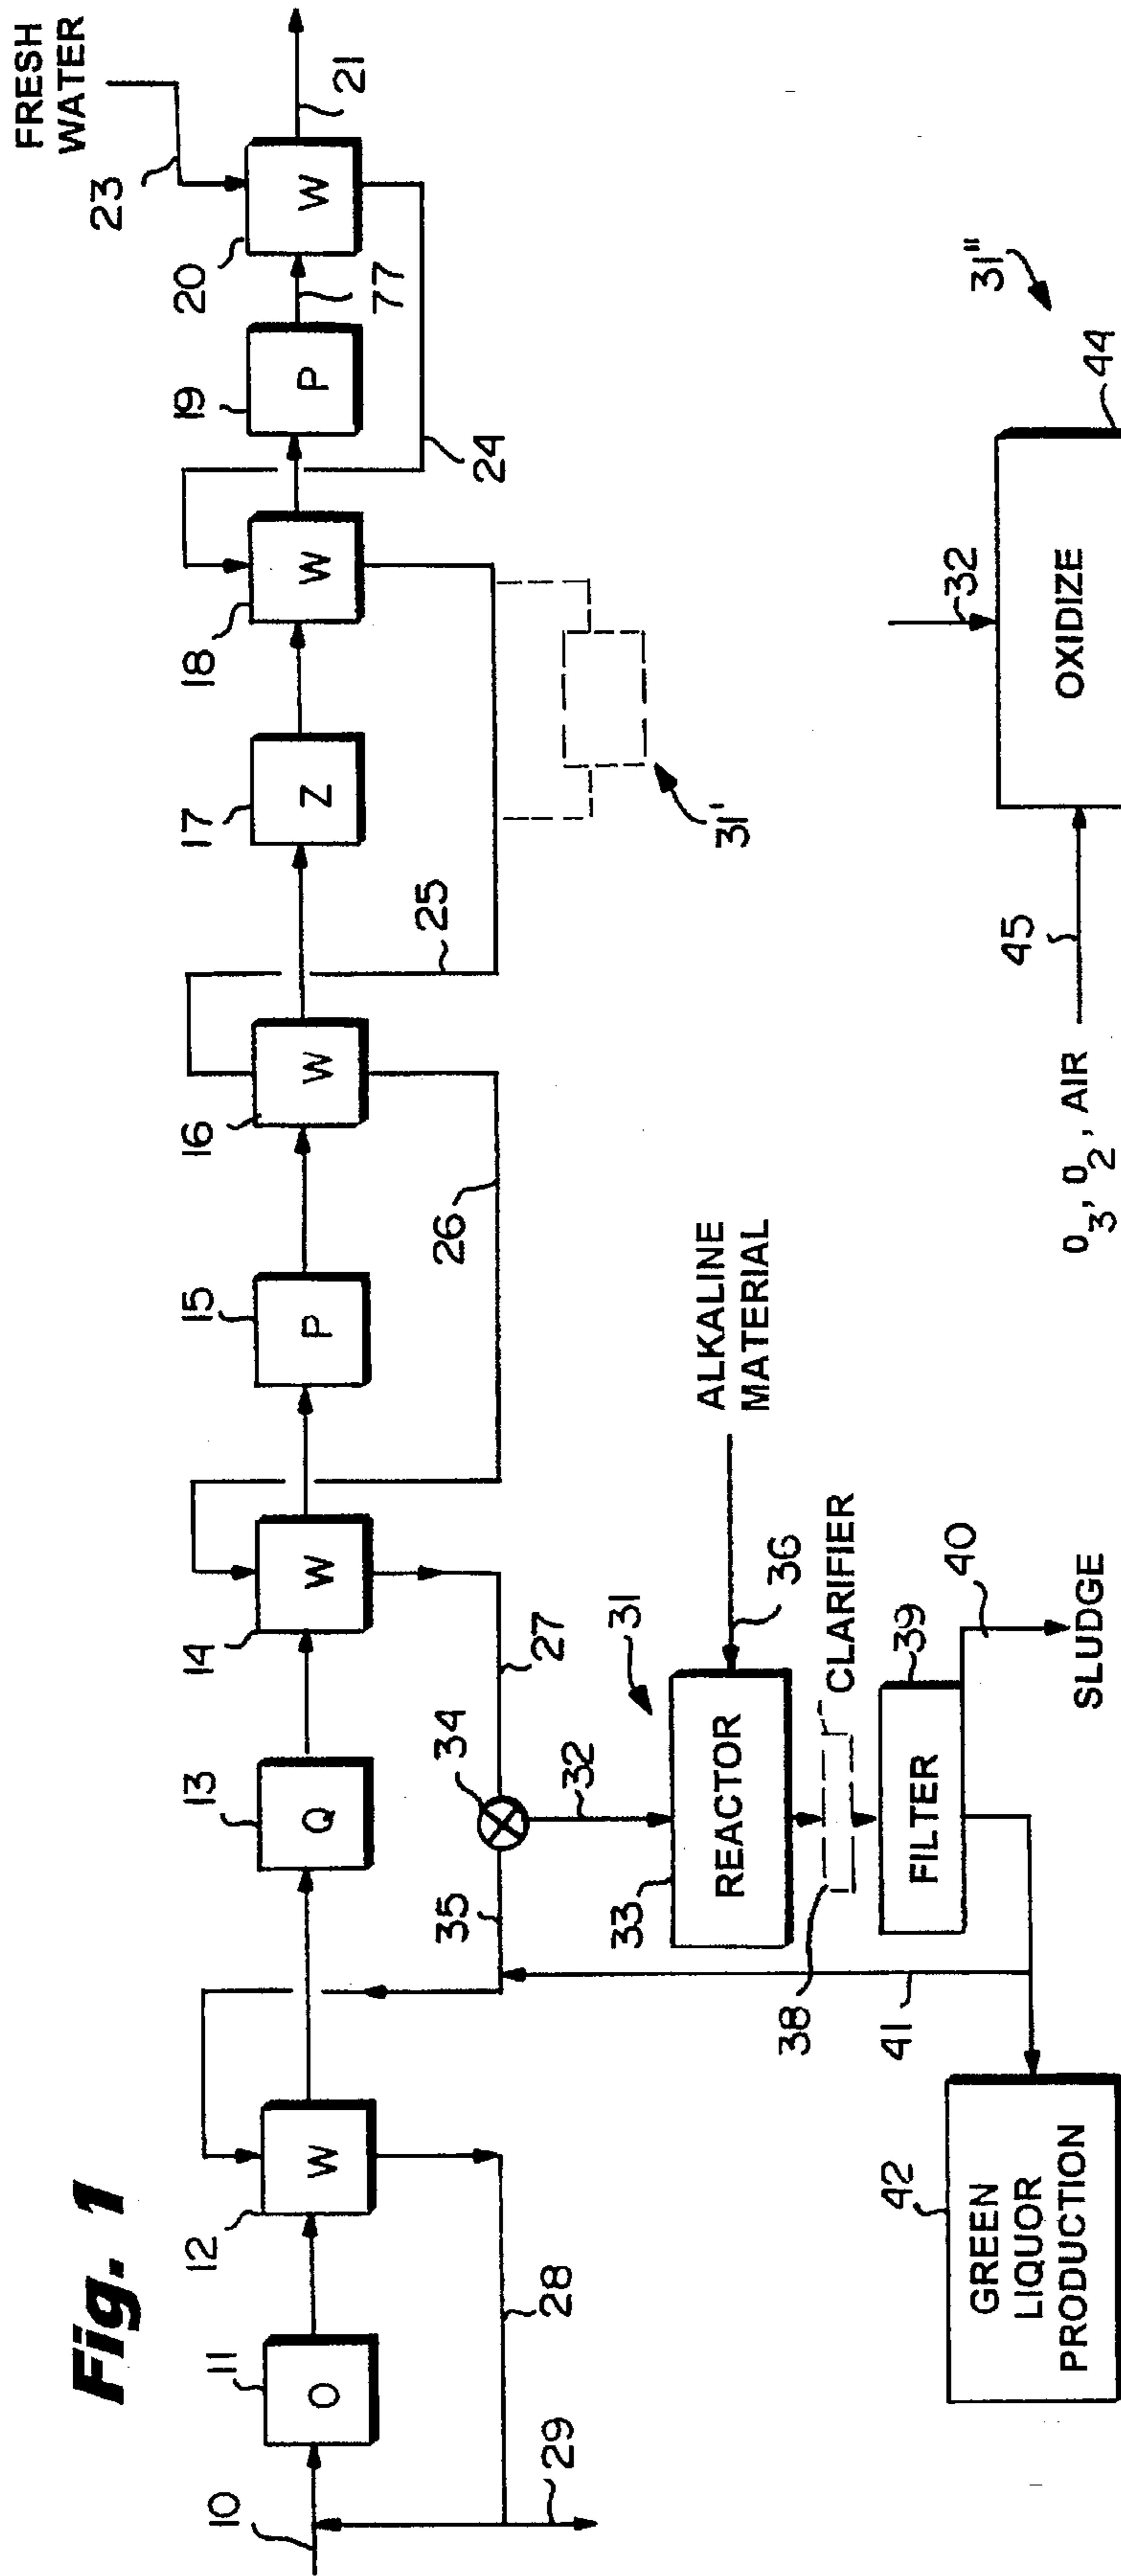 Fig. 1
FRESH
WATER
23
10
11
O
12
W
13
Q
14
W
15
P
16
W
17
Z
18
W
19
P
77
20
W
21
24
25
26
27
28
29
31'
34
35
32
31
33
REACTOR
36
ALKALINE
MATERIAL
38
CLARIFIER
39
FILTER
40
SLUDGE
41
42
GREEN
LIQUOR
PRODUCTION
31"
32
OXIDIZE
44
45
O3, O2, AIR